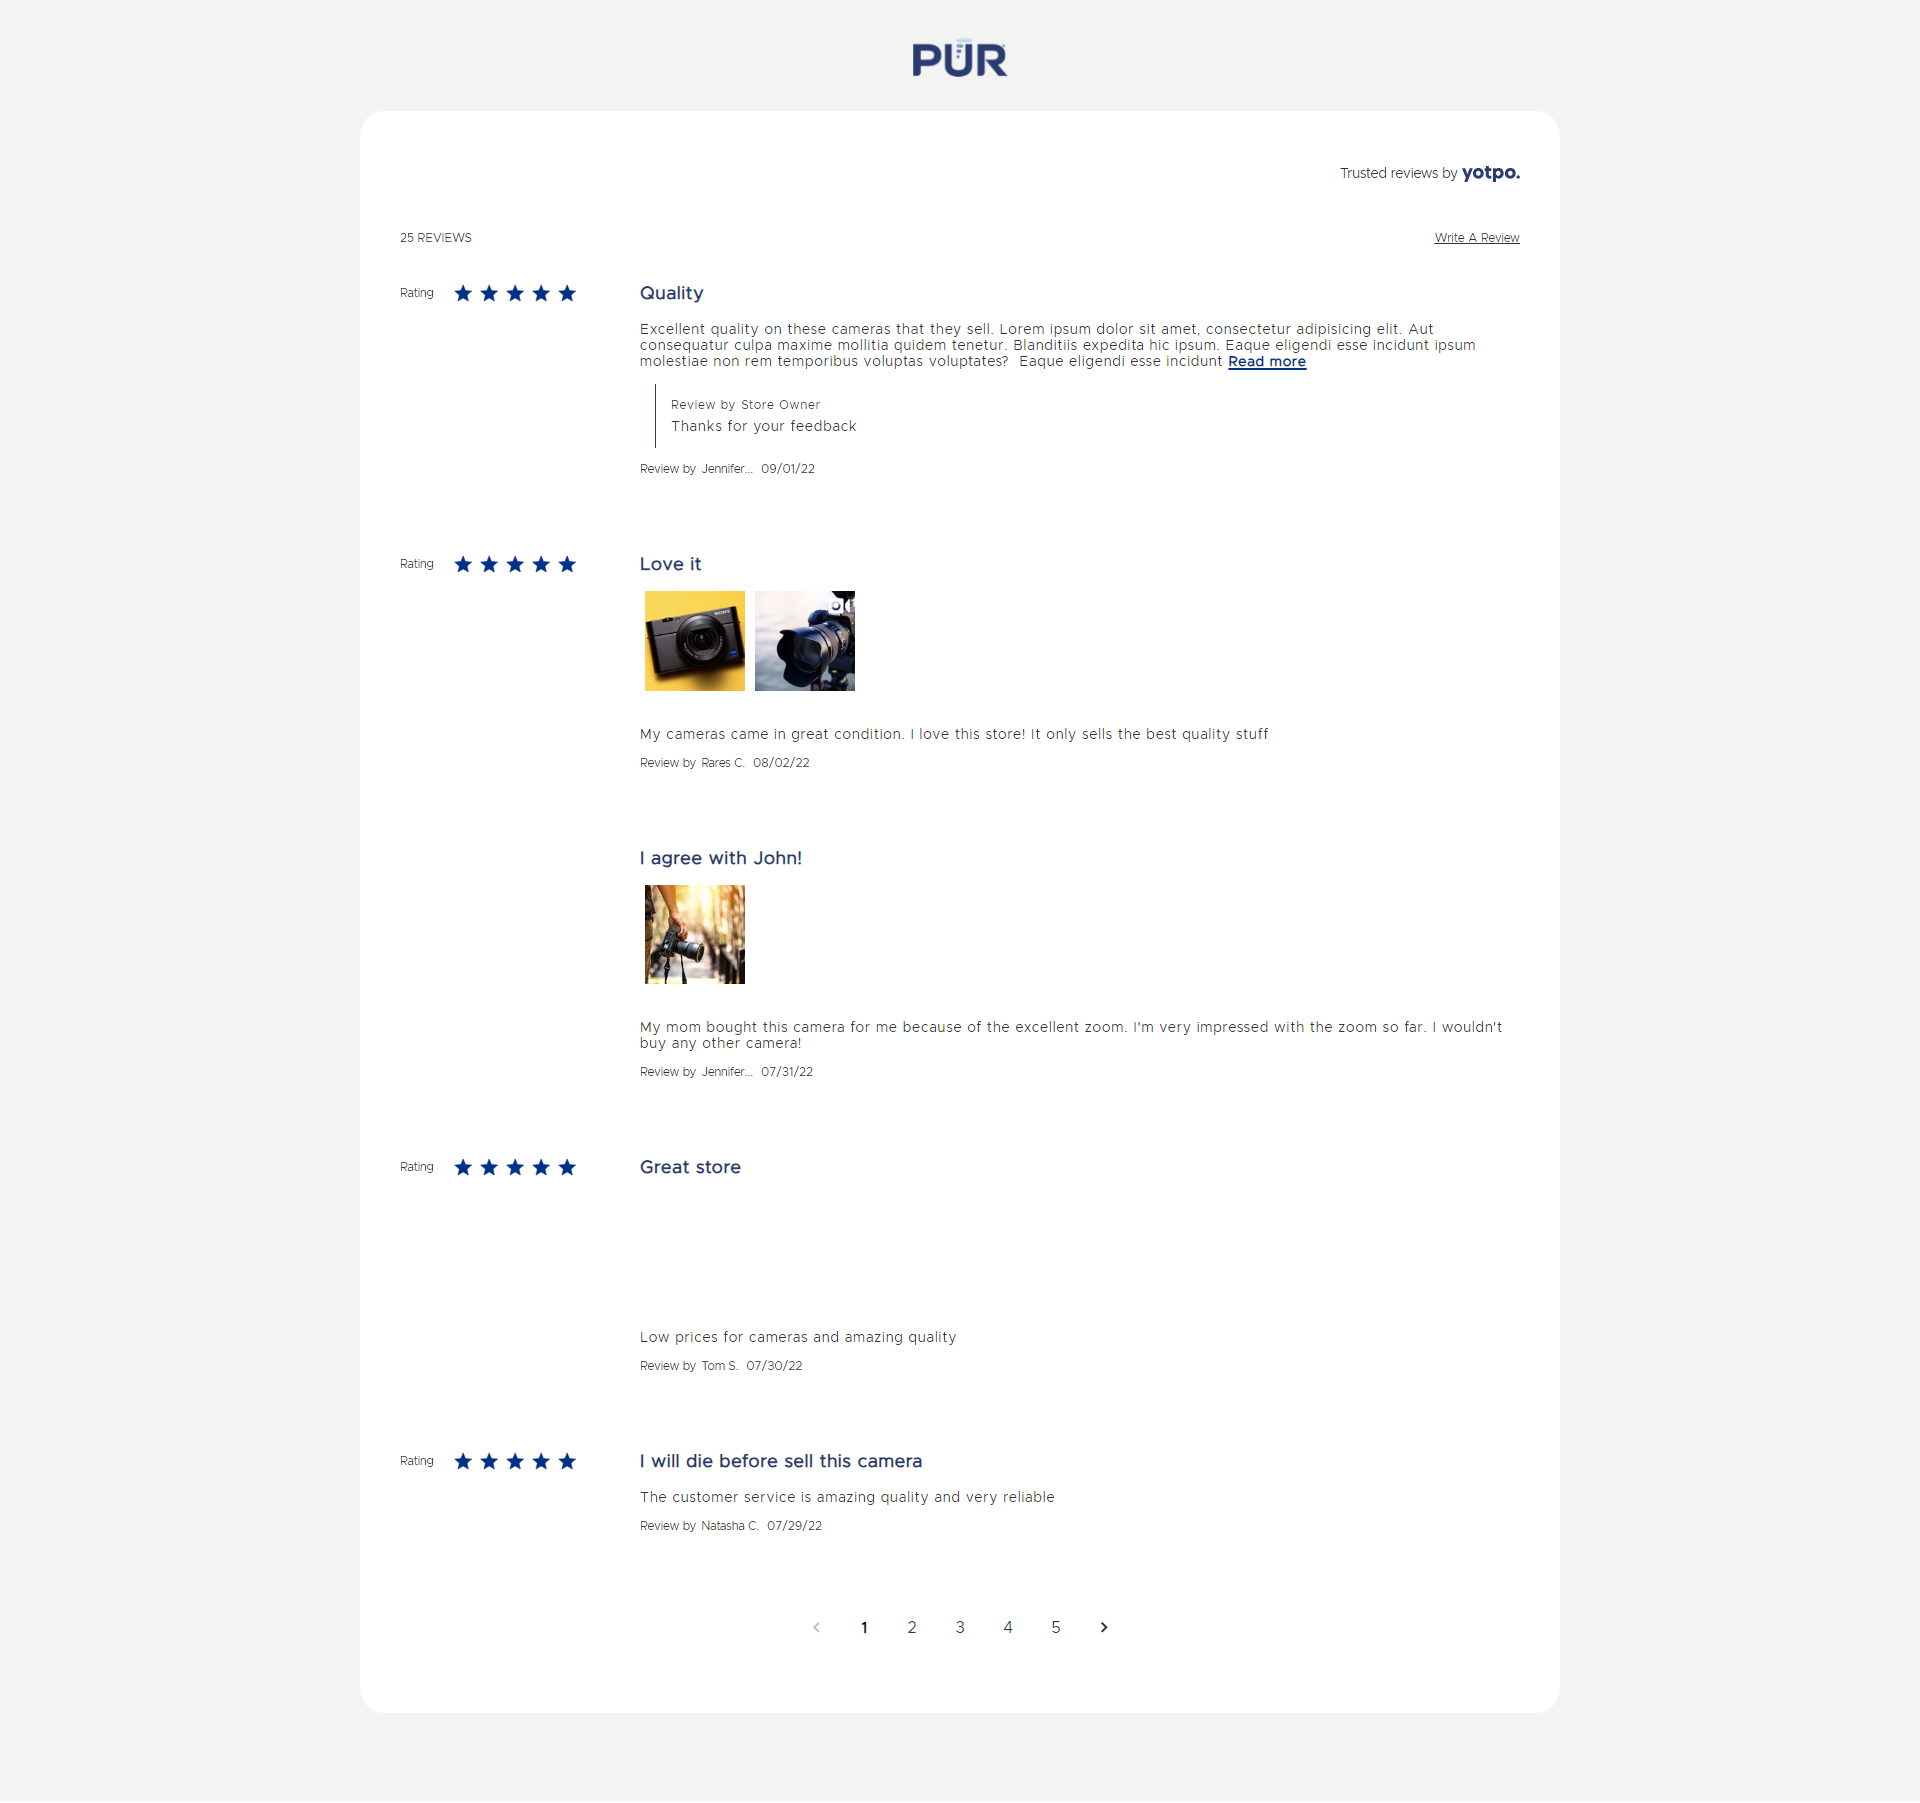 PUR
Trusted reviews by yotpo.
25 REVIEWS
Write A Review
Rating
Quality
Excellent quality on these cameras that they sell. Lorem ipsum dolor sit amet, consectetur adipisicing elit. Aut
consequatur culpa maxime mollitia quidem tenetur. Blanditiis expedita hic ipsum. Eaque eligendi esse incidunt ipsum
molestiae non rem temporibus voluptas voluptates?  Eaque eligendi esse incidunt Read more
Review by Store Owner
Thanks for your feedback
Review by Jennifer... 09/01/22
Rating
Love it
SONY
My cameras came in great condition. I love this store! It only sells the best quality stuff
Review by Rares C. 08/02/22
I agree with John!
My mom bought this camera for me because of the excellent zoom. I'm very impressed with the zoom so far. I wouldn't
buy any other camera!
Review by Jennifer... 07/31/22
Rating
Great store
Low prices for cameras and amazing quality
Review by Tom S. 07/30/22
Rating
I will die before sell this camera
The customer service is amazing quality and very reliable
Review by Natasha C. 07/29/22
1 2 3 4 5